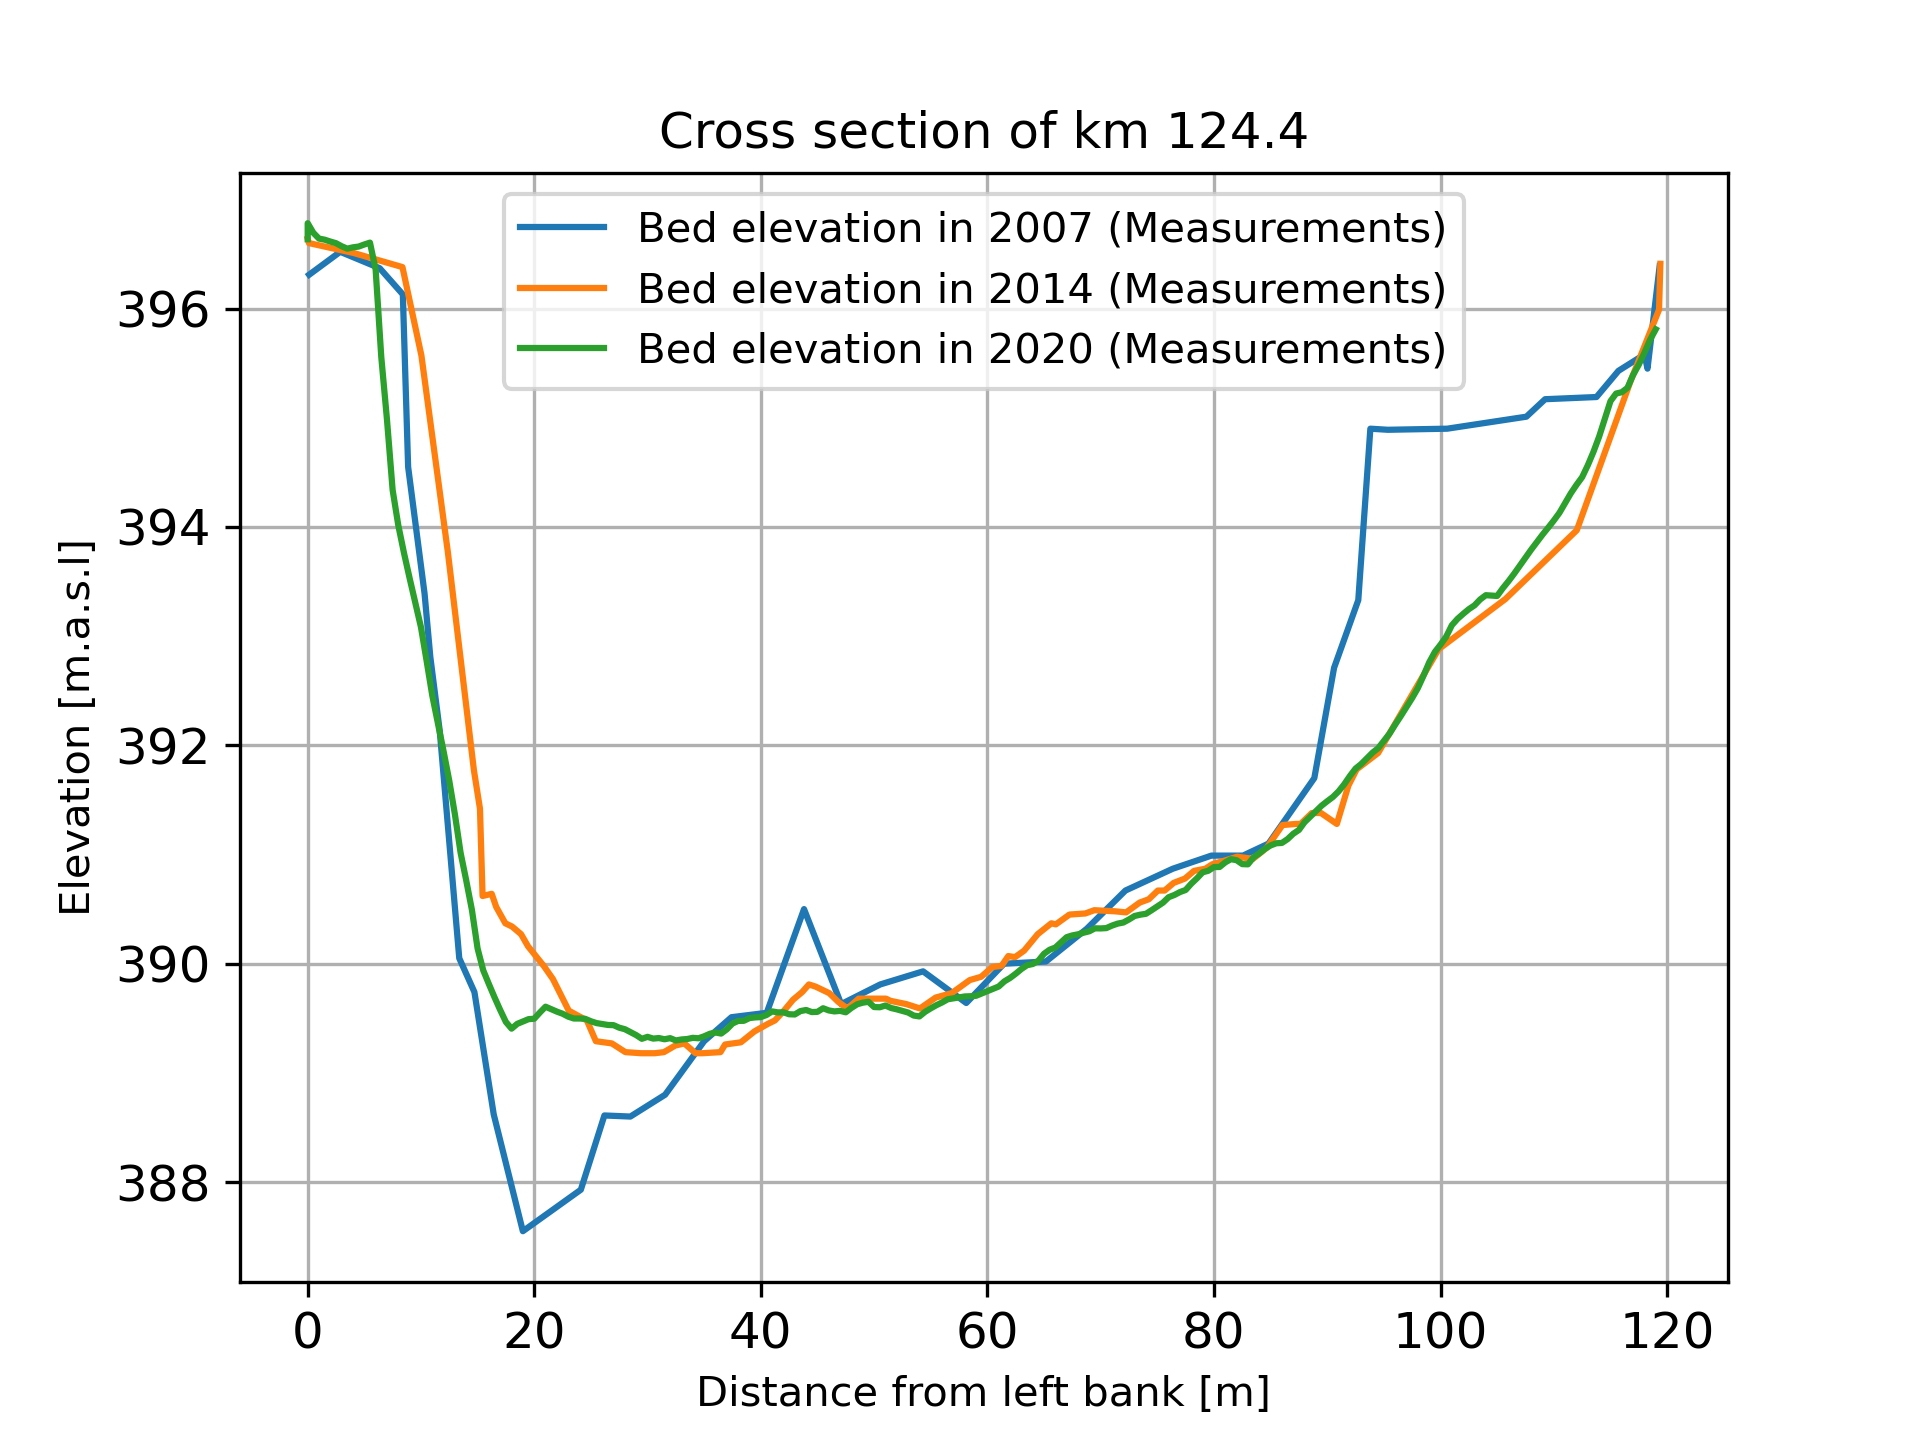 Cross section of km 124.4
Bed elevation in 2007 (Measurements)
Bed elevation in 2014 (Measurements)
Bed elevation in 2020 (Measurements)
Elevation [m.a.s.l]
396
394
392
390
388
0 20 40 60 80 100 120
Distance from left bank [m]